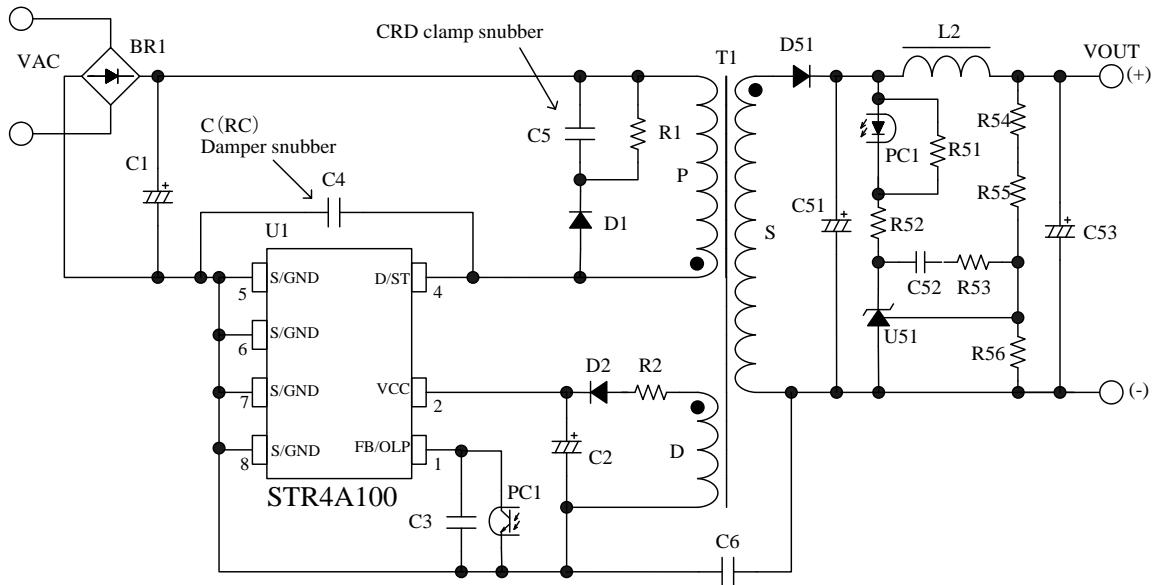 VAC
BR1
CRD clamp snubber
T1
D51
L2
VOUT
(+)
C(RC)
Damper snubber
C1
C5
R1
P
PC1
R51
R54
R55
C4
U1
D1
S
C51
R52
C53
S/GND
5
D/ST
4
C52
R53
S/GND
6
U51
R56
D2
R2
S/GND
7
VCC
2
(-)
S/GND
8
FB/OLP
1
C2
D
STR4A100
C3
PC1
C6